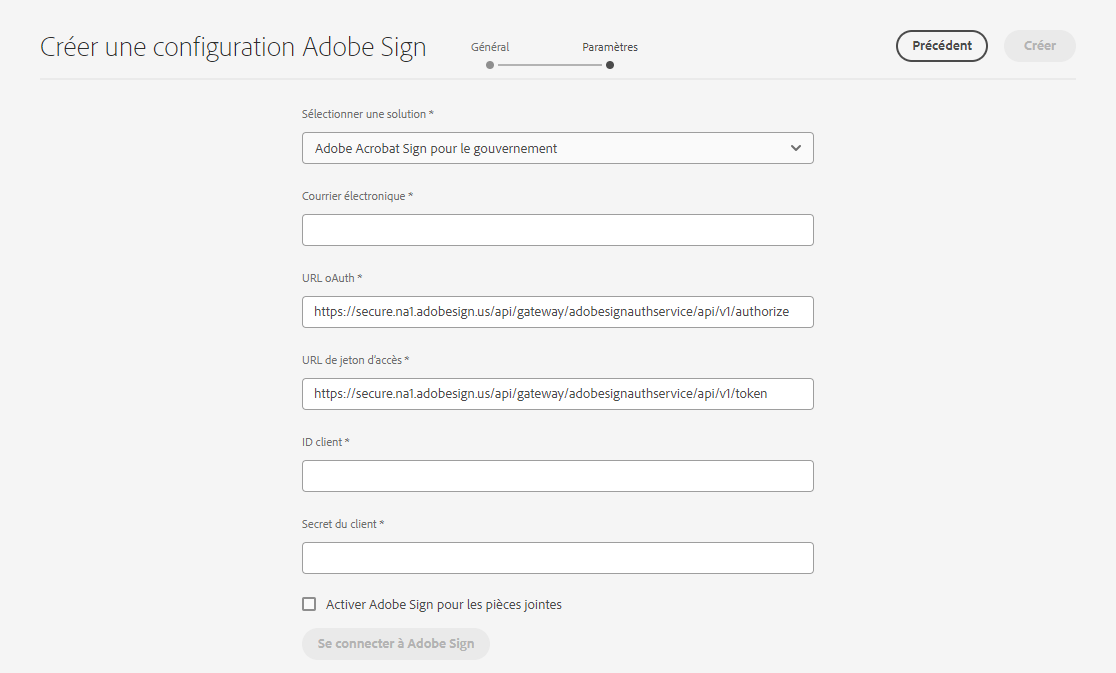 Créer une configuration Adobe Sign
Général
Paramètres
Précédent
Créer
Sélectionner une solution *
Adobe Acrobat Sign pour le gouvernement
Courrier électronique *
URL oAuth *
https://secure.na1.adobesign.us/api/gateway/adobesignauthservice/api/v1/authorize
URL de jeton d'accès *
https://secure.na1.adobesign.us/api/gateway/adobesignauthservice/api/v1/token
ID client *
Secret du client *
Activer Adobe Sign pour les pièces jointes
Se connecter à Adobe Sign